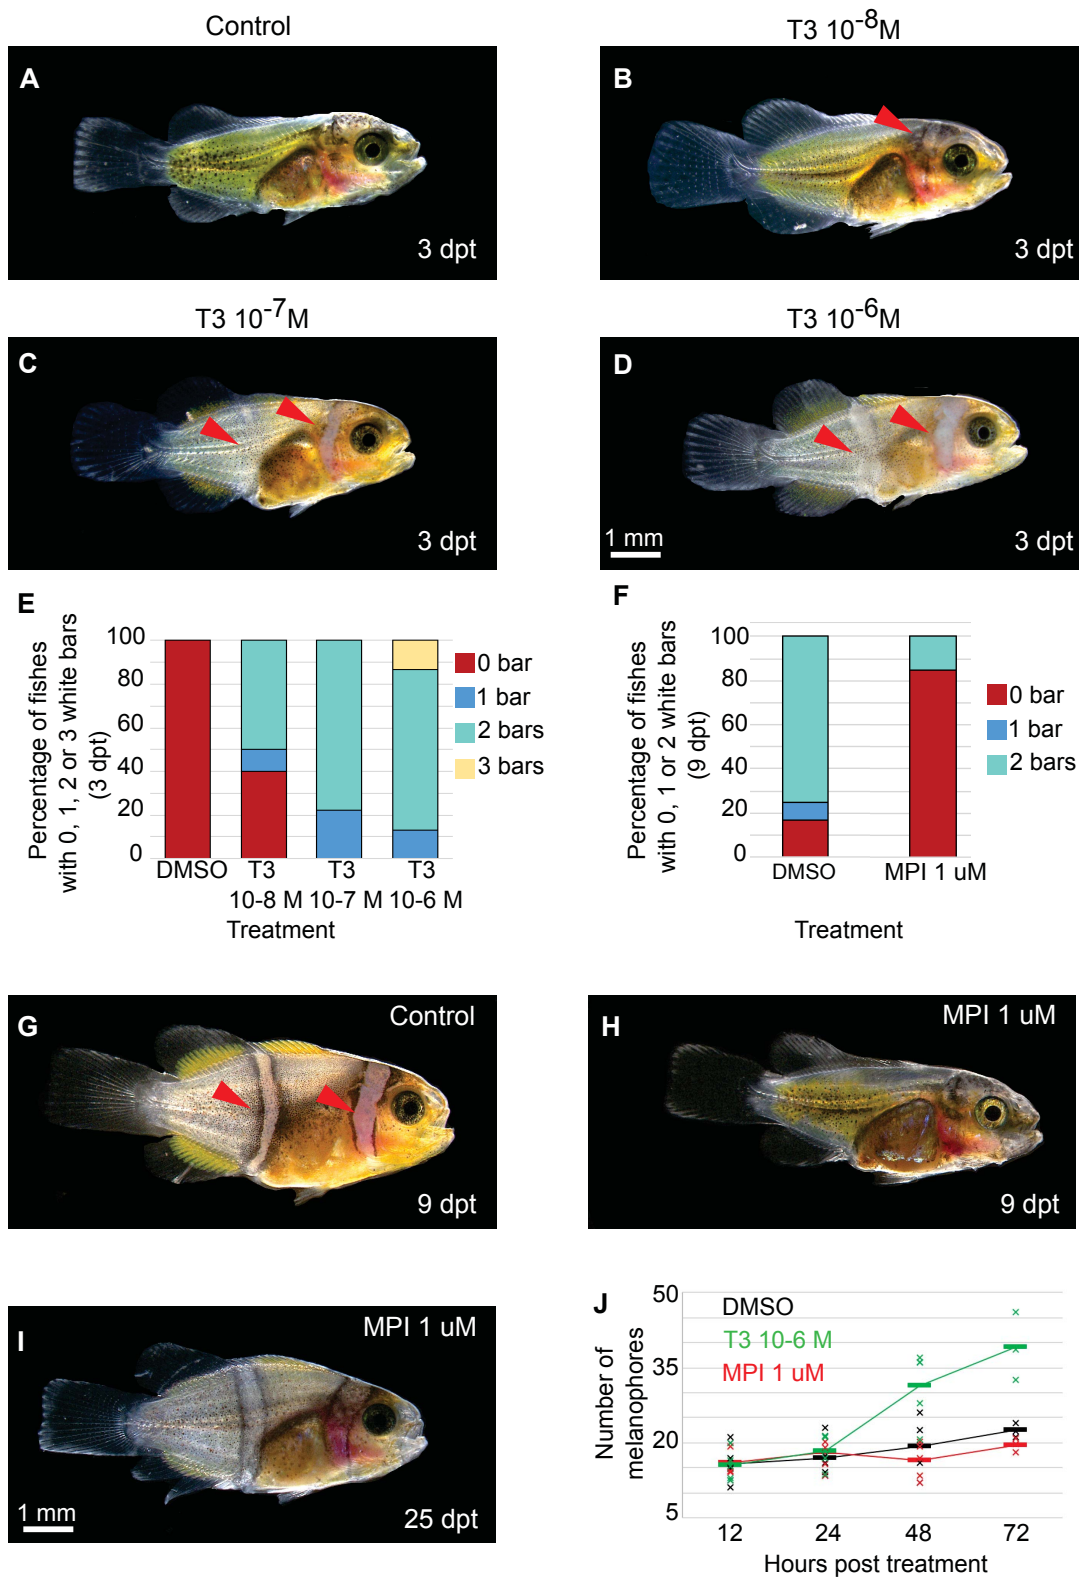 Control
T3 10-8M
A
3 dpt
B
3 dpt
T3 10-7M
T3 10-6M
C
3 dpt
D
1 mm
3 dpt
E
Percentage of fishes
with 0, 1, 2 or 3 white bars
(3 dpt)
100
80
60
40
20
0
DMSO
T3
10-8 M
T3
10-7 M
T3
10-6 M
Treatment
0 bar
1 bar
2 bars
3 bars
F
Percentage of fishes
with 0, 1 or 2 white bars
(9 dpt)
100
80
60
40
20
0
DMSO
MPI 1 uM
Treatment
0 bar
1 bar
2 bars
G
Control
9 dpt
H
MPI 1 uM
9 dpt
I
MPI 1 uM
1 mm
25 dpt
J
Number of
melanophores
50
35
20
5
DMSO
T3 10-6 M
MPI 1 uM
12
24
48
72
Hours post treatment